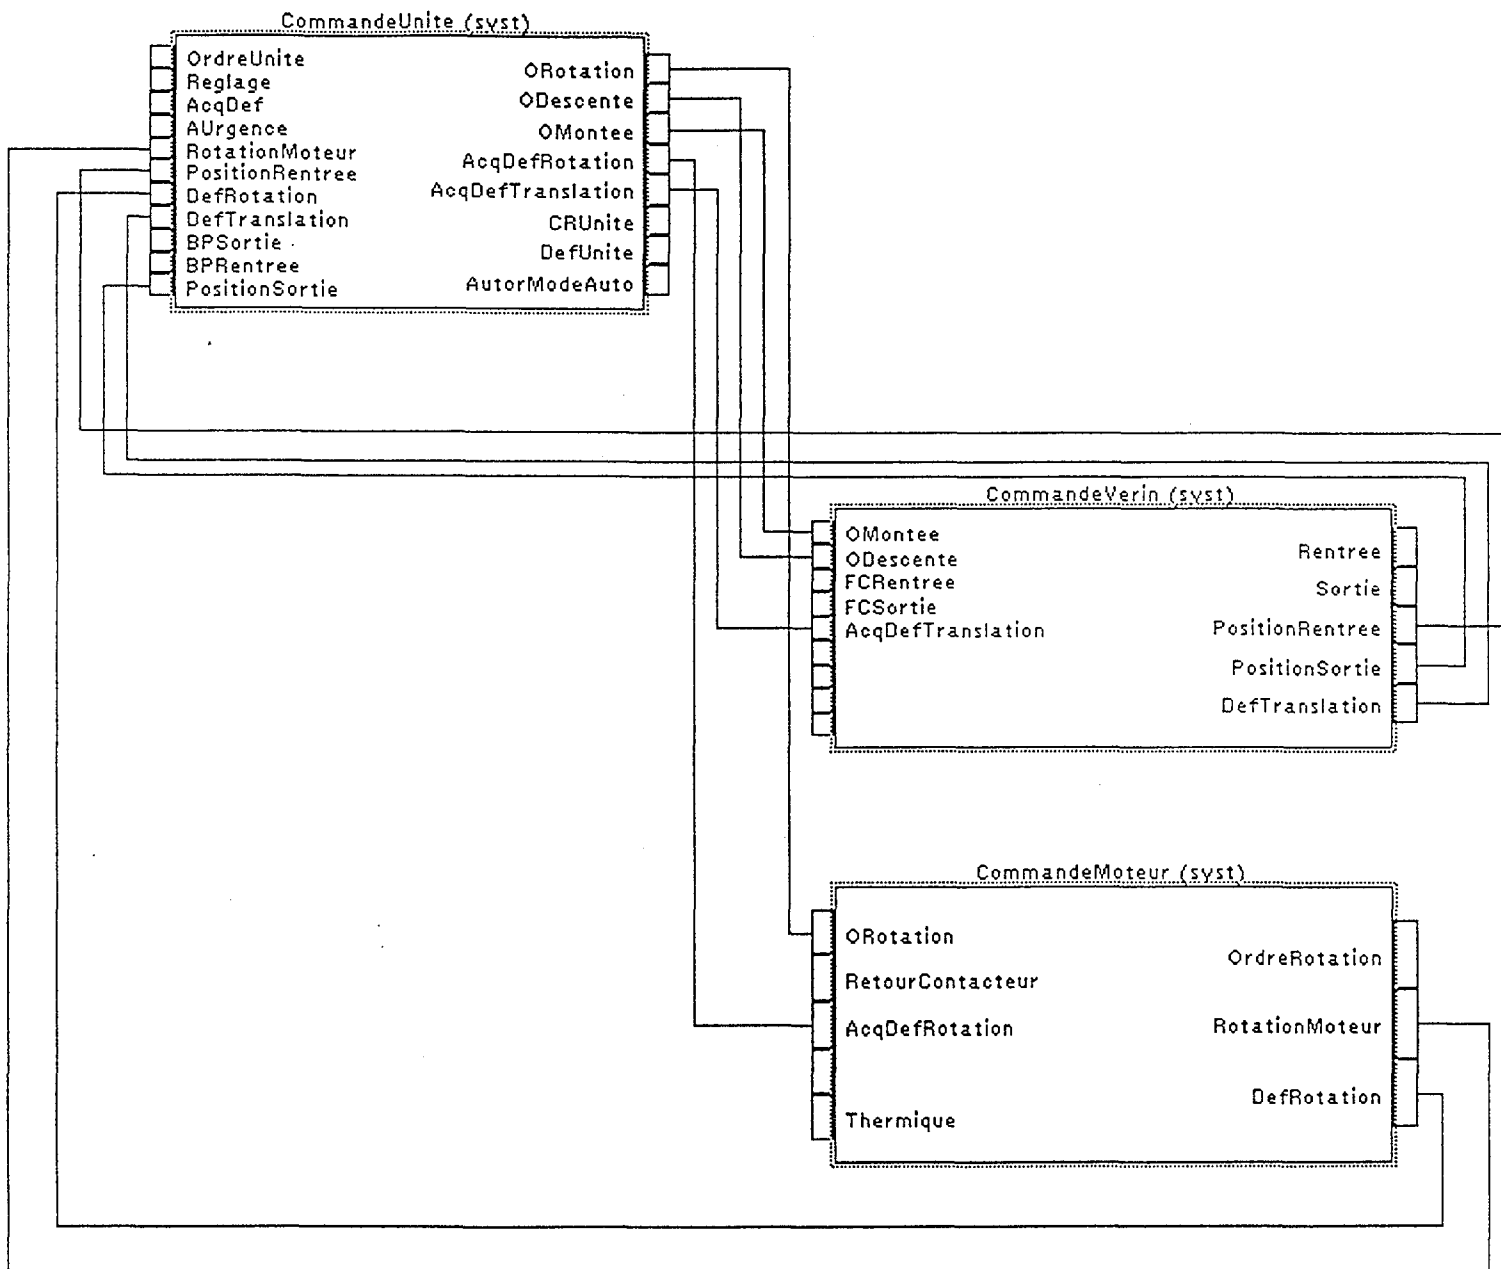 CommandeUnite (syst)
OrdreUnite
Reglage
AcqDef
AUrgence
RotationMoteur
PositionRentree
DefRotation
DefTranslation
BPSortie
BPRentree
PositionSortie
ORotation
ODescente
OMontee
AcqDefRotation
AcqDefTranslation
CRUnite
DefUnite
AutorModeAuto
CommandeVerin (syst)
OMontee
ODescente
FCRentree
FCSortie
AcqDefTranslation
Rentree
Sortie
PositionRentree
PositionSortie
DefTranslation
CommandeMoteur (syst)
ORotation
RetourContacteur
AcqDefRotation
Thermique
OrdreRotation
RotationMoteur
DefRotation